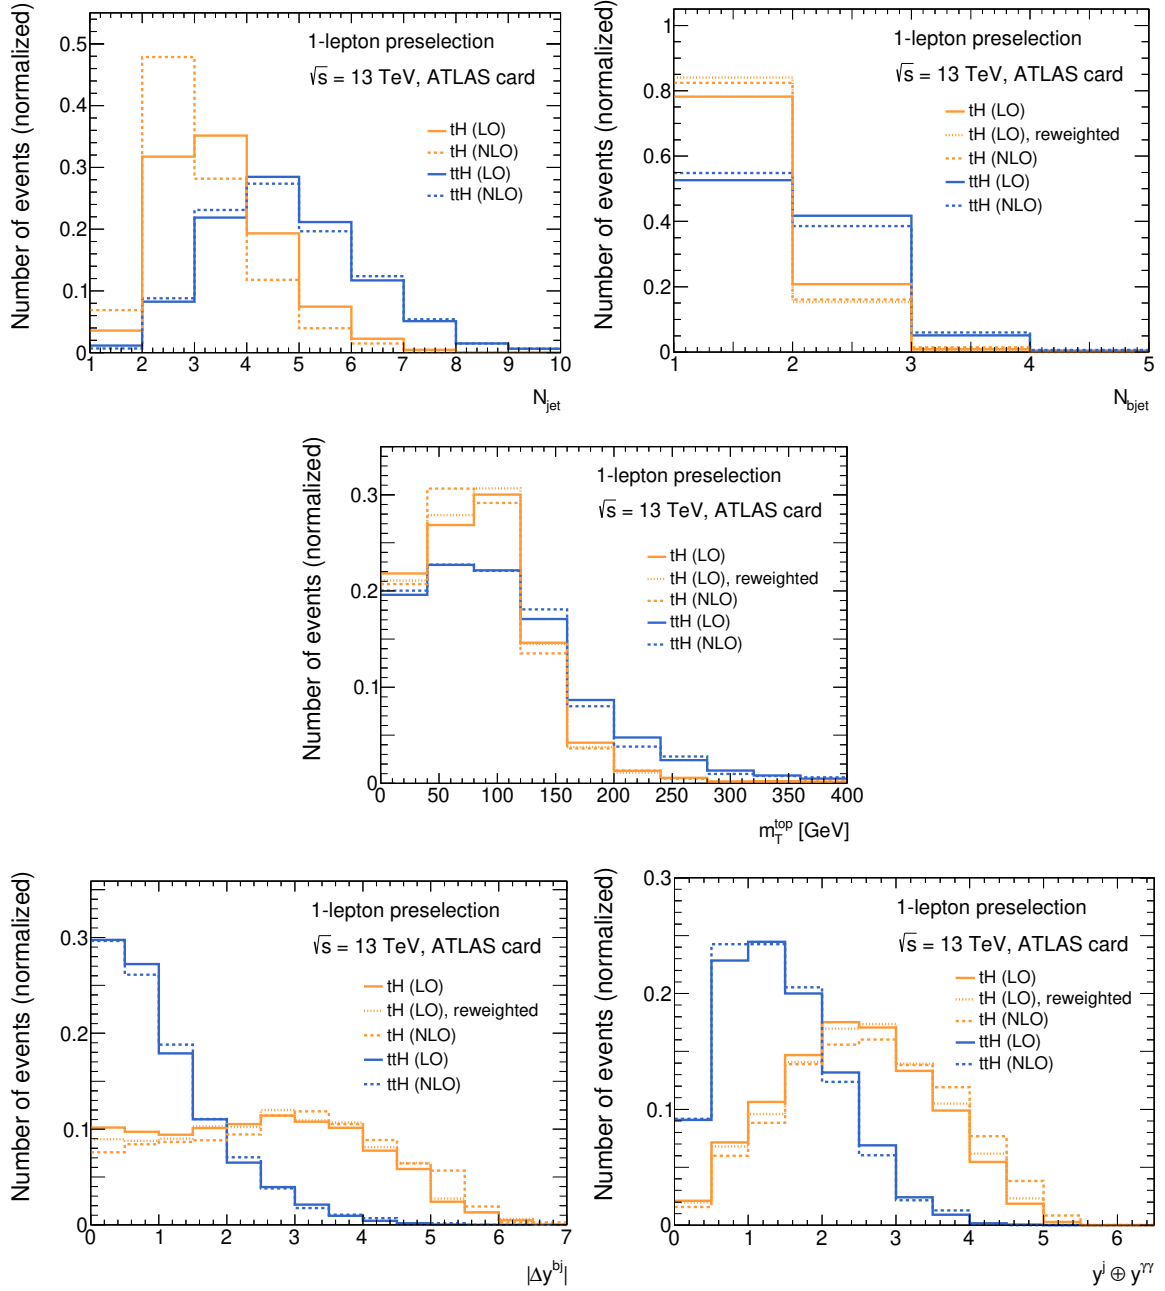 Number of events (normalized)
0.5
0.4
0.3
0.2
0.1
0
1-lepton preselection
√s = 13 TeV, ATLAS card
tH (LO)
tH (NLO)
ttH (LO)
ttH (NLO)
1 2 3 4 5 6 7 8 9 10
N_jet
Number of events (normalized)
1
0.8
0.6
0.4
0.2
0
1-lepton preselection
√s = 13 TeV, ATLAS card
tH (LO)
tH (LO), reweighted
tH (NLO)
ttH (LO)
ttH (NLO)
1 2 3 4 5
N_bjet
Number of events (normalized)
0.3
0.2
0.1
0
1-lepton preselection
√s = 13 TeV, ATLAS card
tH (LO)
tH (LO), reweighted
tH (NLO)
ttH (LO)
ttH (NLO)
0 50 100 150 200 250 300 350 400
m_T^top [GeV]
Number of events (normalized)
0.3
0.2
0.1
0
1-lepton preselection
√s = 13 TeV, ATLAS card
tH (LO)
tH (LO), reweighted
tH (NLO)
ttH (LO)
ttH (NLO)
0 1 2 3 4 5 6 7
|Δy^bj|
Number of events (normalized)
0.3
0.2
0.1
0
1-lepton preselection
√s = 13 TeV, ATLAS card
tH (LO)
tH (LO), reweighted
tH (NLO)
ttH (LO)
ttH (NLO)
0 1 2 3 4 5 6
y^j ⊕ y^γγ